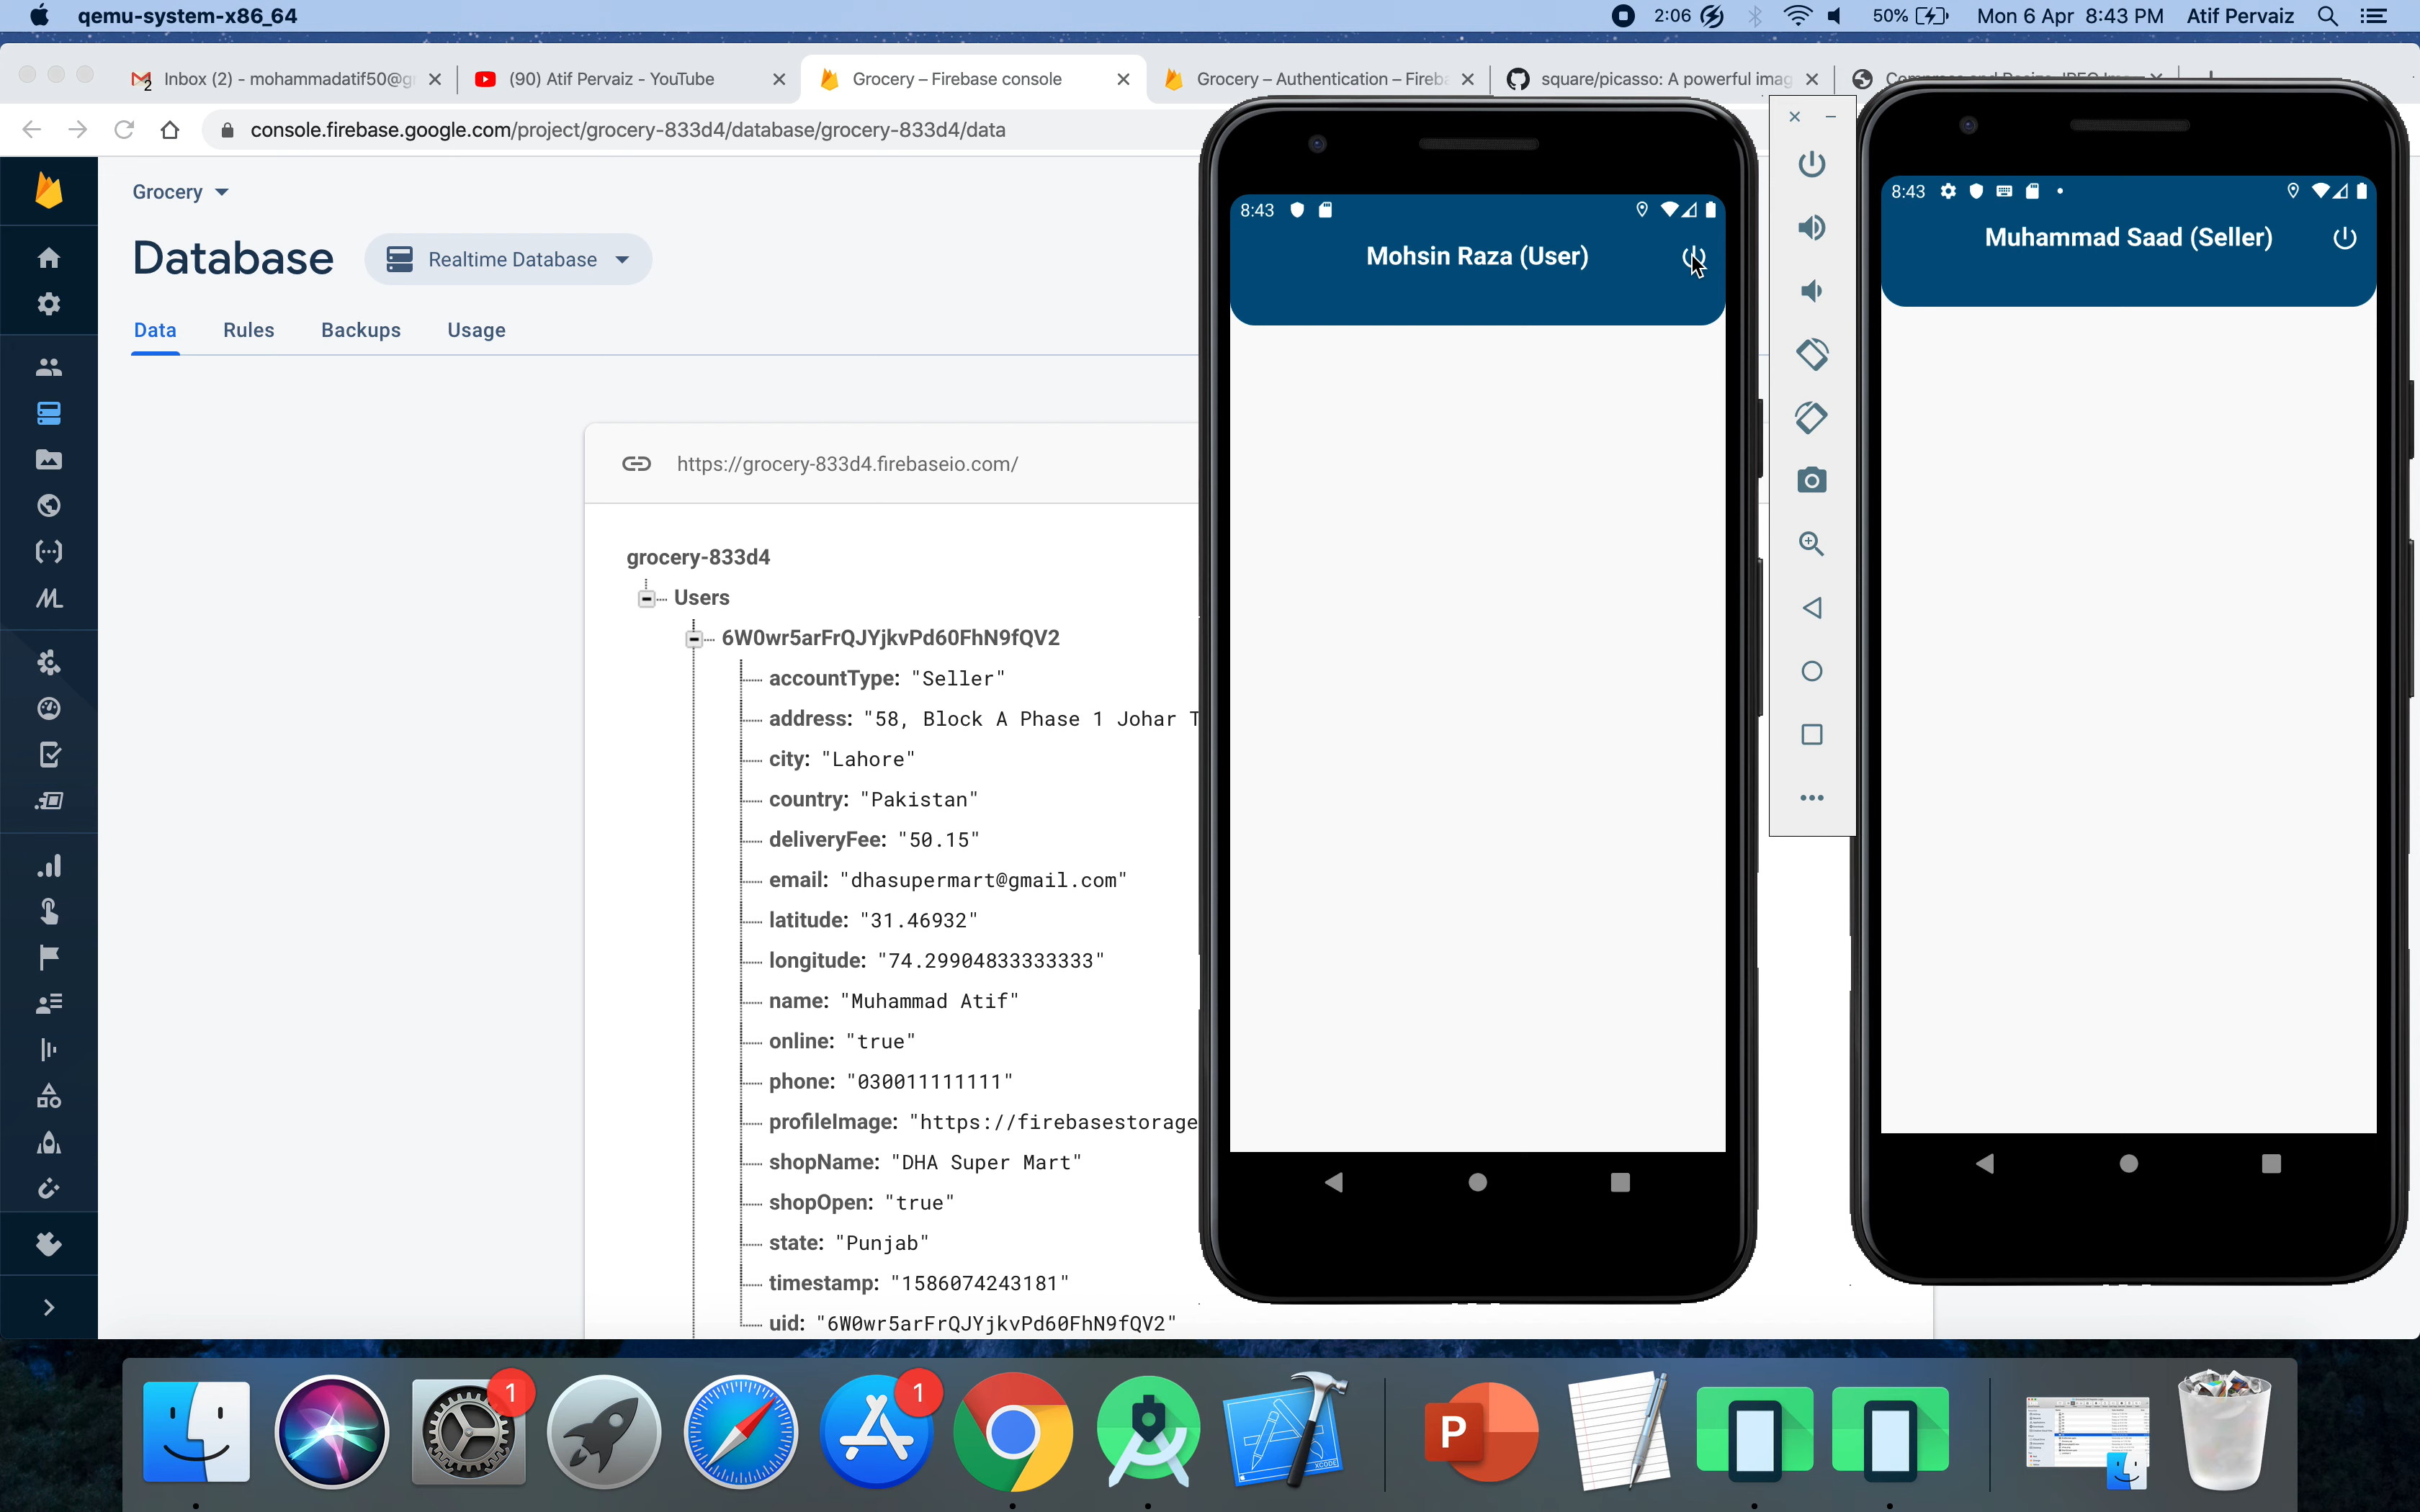 qemu-system-x86_64
2:06
50%
Mon 6 Apr 8:43 PM
Atif Pervaiz
Inbox (2) - mohammadatif50@g
(90) Atif Pervaiz - YouTube
Grocery – Firebase console
Grocery – Authentication – Fireb
square/picasso: A powerful imag
console.firebase.google.com/project/grocery-833d4/database/grocery-833d4/data
Grocery
Database
Realtime Database
Data
Rules
Backups
Usage
https://grocery-833d4.firebaseio.com/
grocery-833d4
Users
6W0wr5arFrQJYjkvPd60FhN9fQV2
accountType: "Seller"
address: "58, Block A Phase 1 Johar T
city: "Lahore"
country: "Pakistan"
deliveryFee: "50.15"
email: "dhasupermart@gmail.com"
latitude: "31.46932"
longitude: "74.29904833333333"
name: "Muhammad Atif"
online: "true"
phone: "030011111111"
profileImage: "https://firebasestorage
shopName: "DHA Super Mart"
shopOpen: "true"
state: "Punjab"
timestamp: "1586074243181"
uid: "6W0wr5arFrQJYjkvPd60FhN9fQV2"
8:43
Mohsin Raza (User)
8:43
Muhammad Saad (Seller)
1
1
P
XCODE